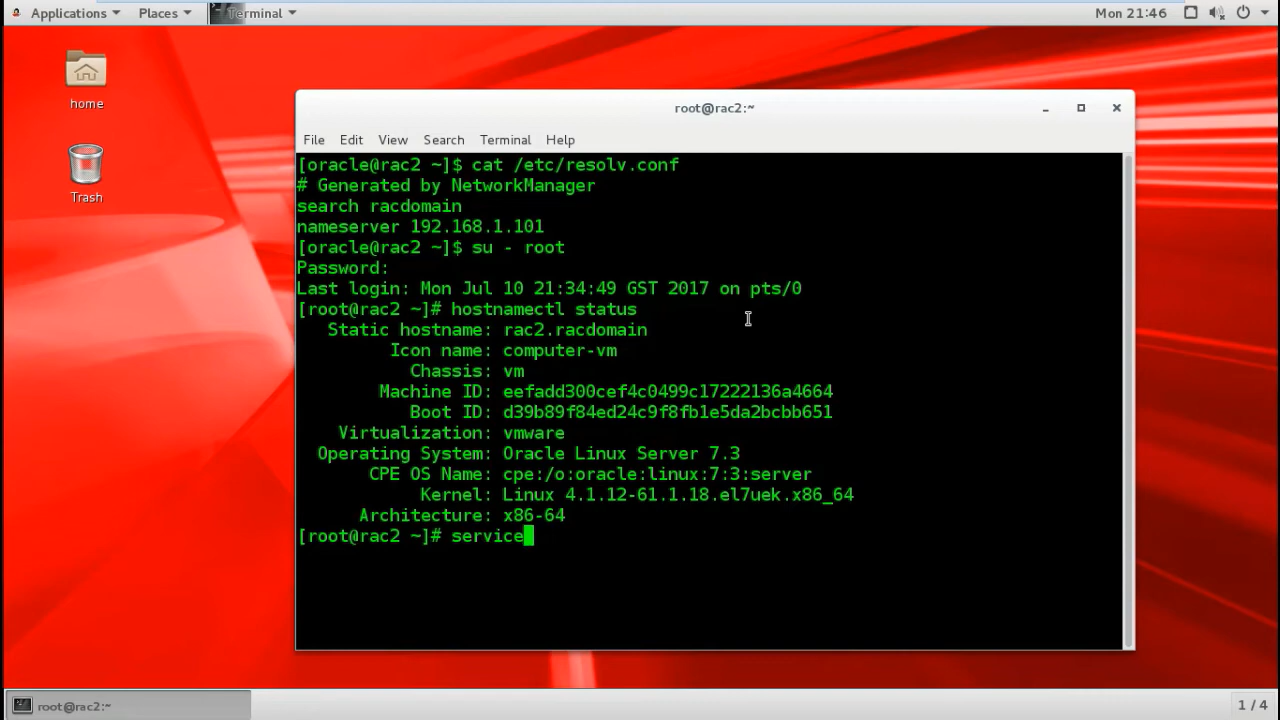 Applications Places Terminal Mon 21:46
home
Trash
root@rac2:~
File Edit View Search Terminal Help
[oracle@rac2 ~]$ cat /etc/resolv.conf
# Generated by NetworkManager
search racdomain
nameserver 192.168.1.101
[oracle@rac2 ~]$ su - root
Password:
Last login: Mon Jul 10 21:34:49 GST 2017 on pts/0
[root@rac2 ~]# hostnamectl status
Static hostname: rac2.racdomain
Icon name: computer-vm
Chassis: vm
Machine ID: eefadd300cef4c0499c17222136a4664
Boot ID: d39b89f84ed24c9f8fb1e5da2bcbb651
Virtualization: vmware
Operating System: Oracle Linux Server 7.3
CPE OS Name: cpe:/o:oracle:linux:7:3:server
Kernel: Linux 4.1.12-61.1.18.el7uek.x86_64
Architecture: x86-64
[root@rac2 ~]# service
root@rac2:~ 1 / 4